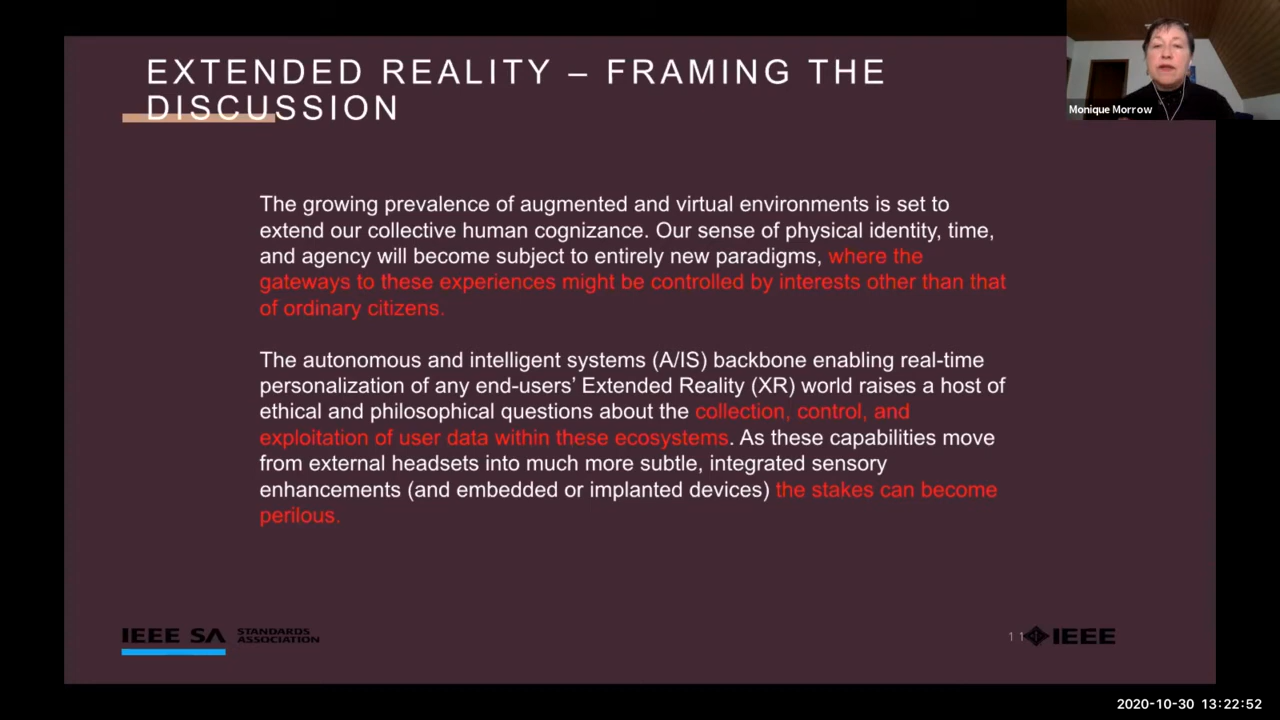 EXTENDED REALITY – FRAMING THE
DISCUSSION
Monique Morrow
The growing prevalence of augmented and virtual environments is set to
extend our collective human cognizance. Our sense of physical identity, time,
and agency will become subject to entirely new paradigms, where the
gateways to these experiences might be controlled by interests other than that
of ordinary citizens.
The autonomous and intelligent systems (A/IS) backbone enabling real-time
personalization of any end-users’ Extended Reality (XR) world raises a host of
ethical and philosophical questions about the collection, control, and
exploitation of user data within these ecosystems. As these capabilities move
from external headsets into much more subtle, integrated sensory
enhancements (and embedded or implanted devices) the stakes can become
perilous.
IEEE SA STANDARDS
ASSOCIATION
11
IEEE
2020-10-30 13:22:52